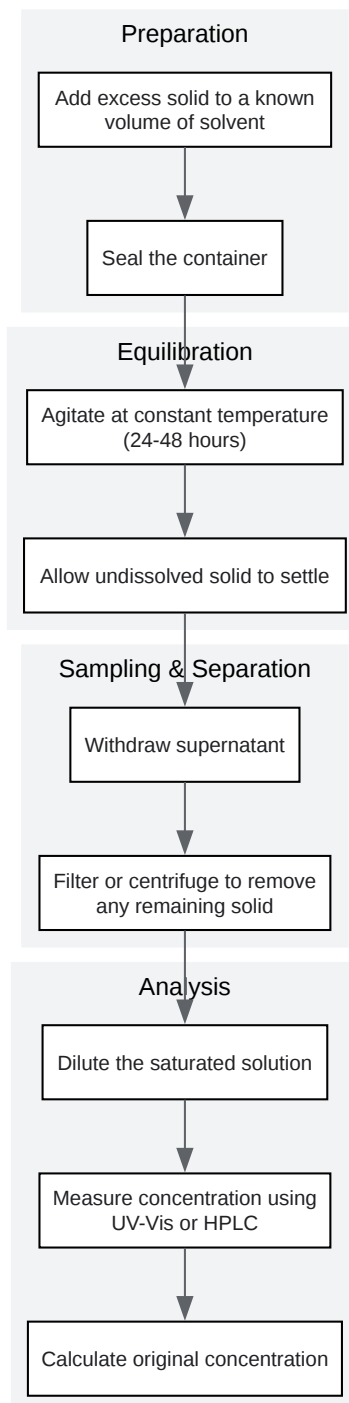 Preparation
Add excess solid to a known
volume of solvent
Seal the container
Equilibration
Agitate at constant temperature
(24-48 hours)
Allow undissolved solid to settle
Sampling & Separation
Withdraw supernatant
Filter or centrifuge to remove
any remaining solid
Analysis
Dilute the saturated solution
Measure concentration using
UV-Vis or HPLC
Calculate original concentration